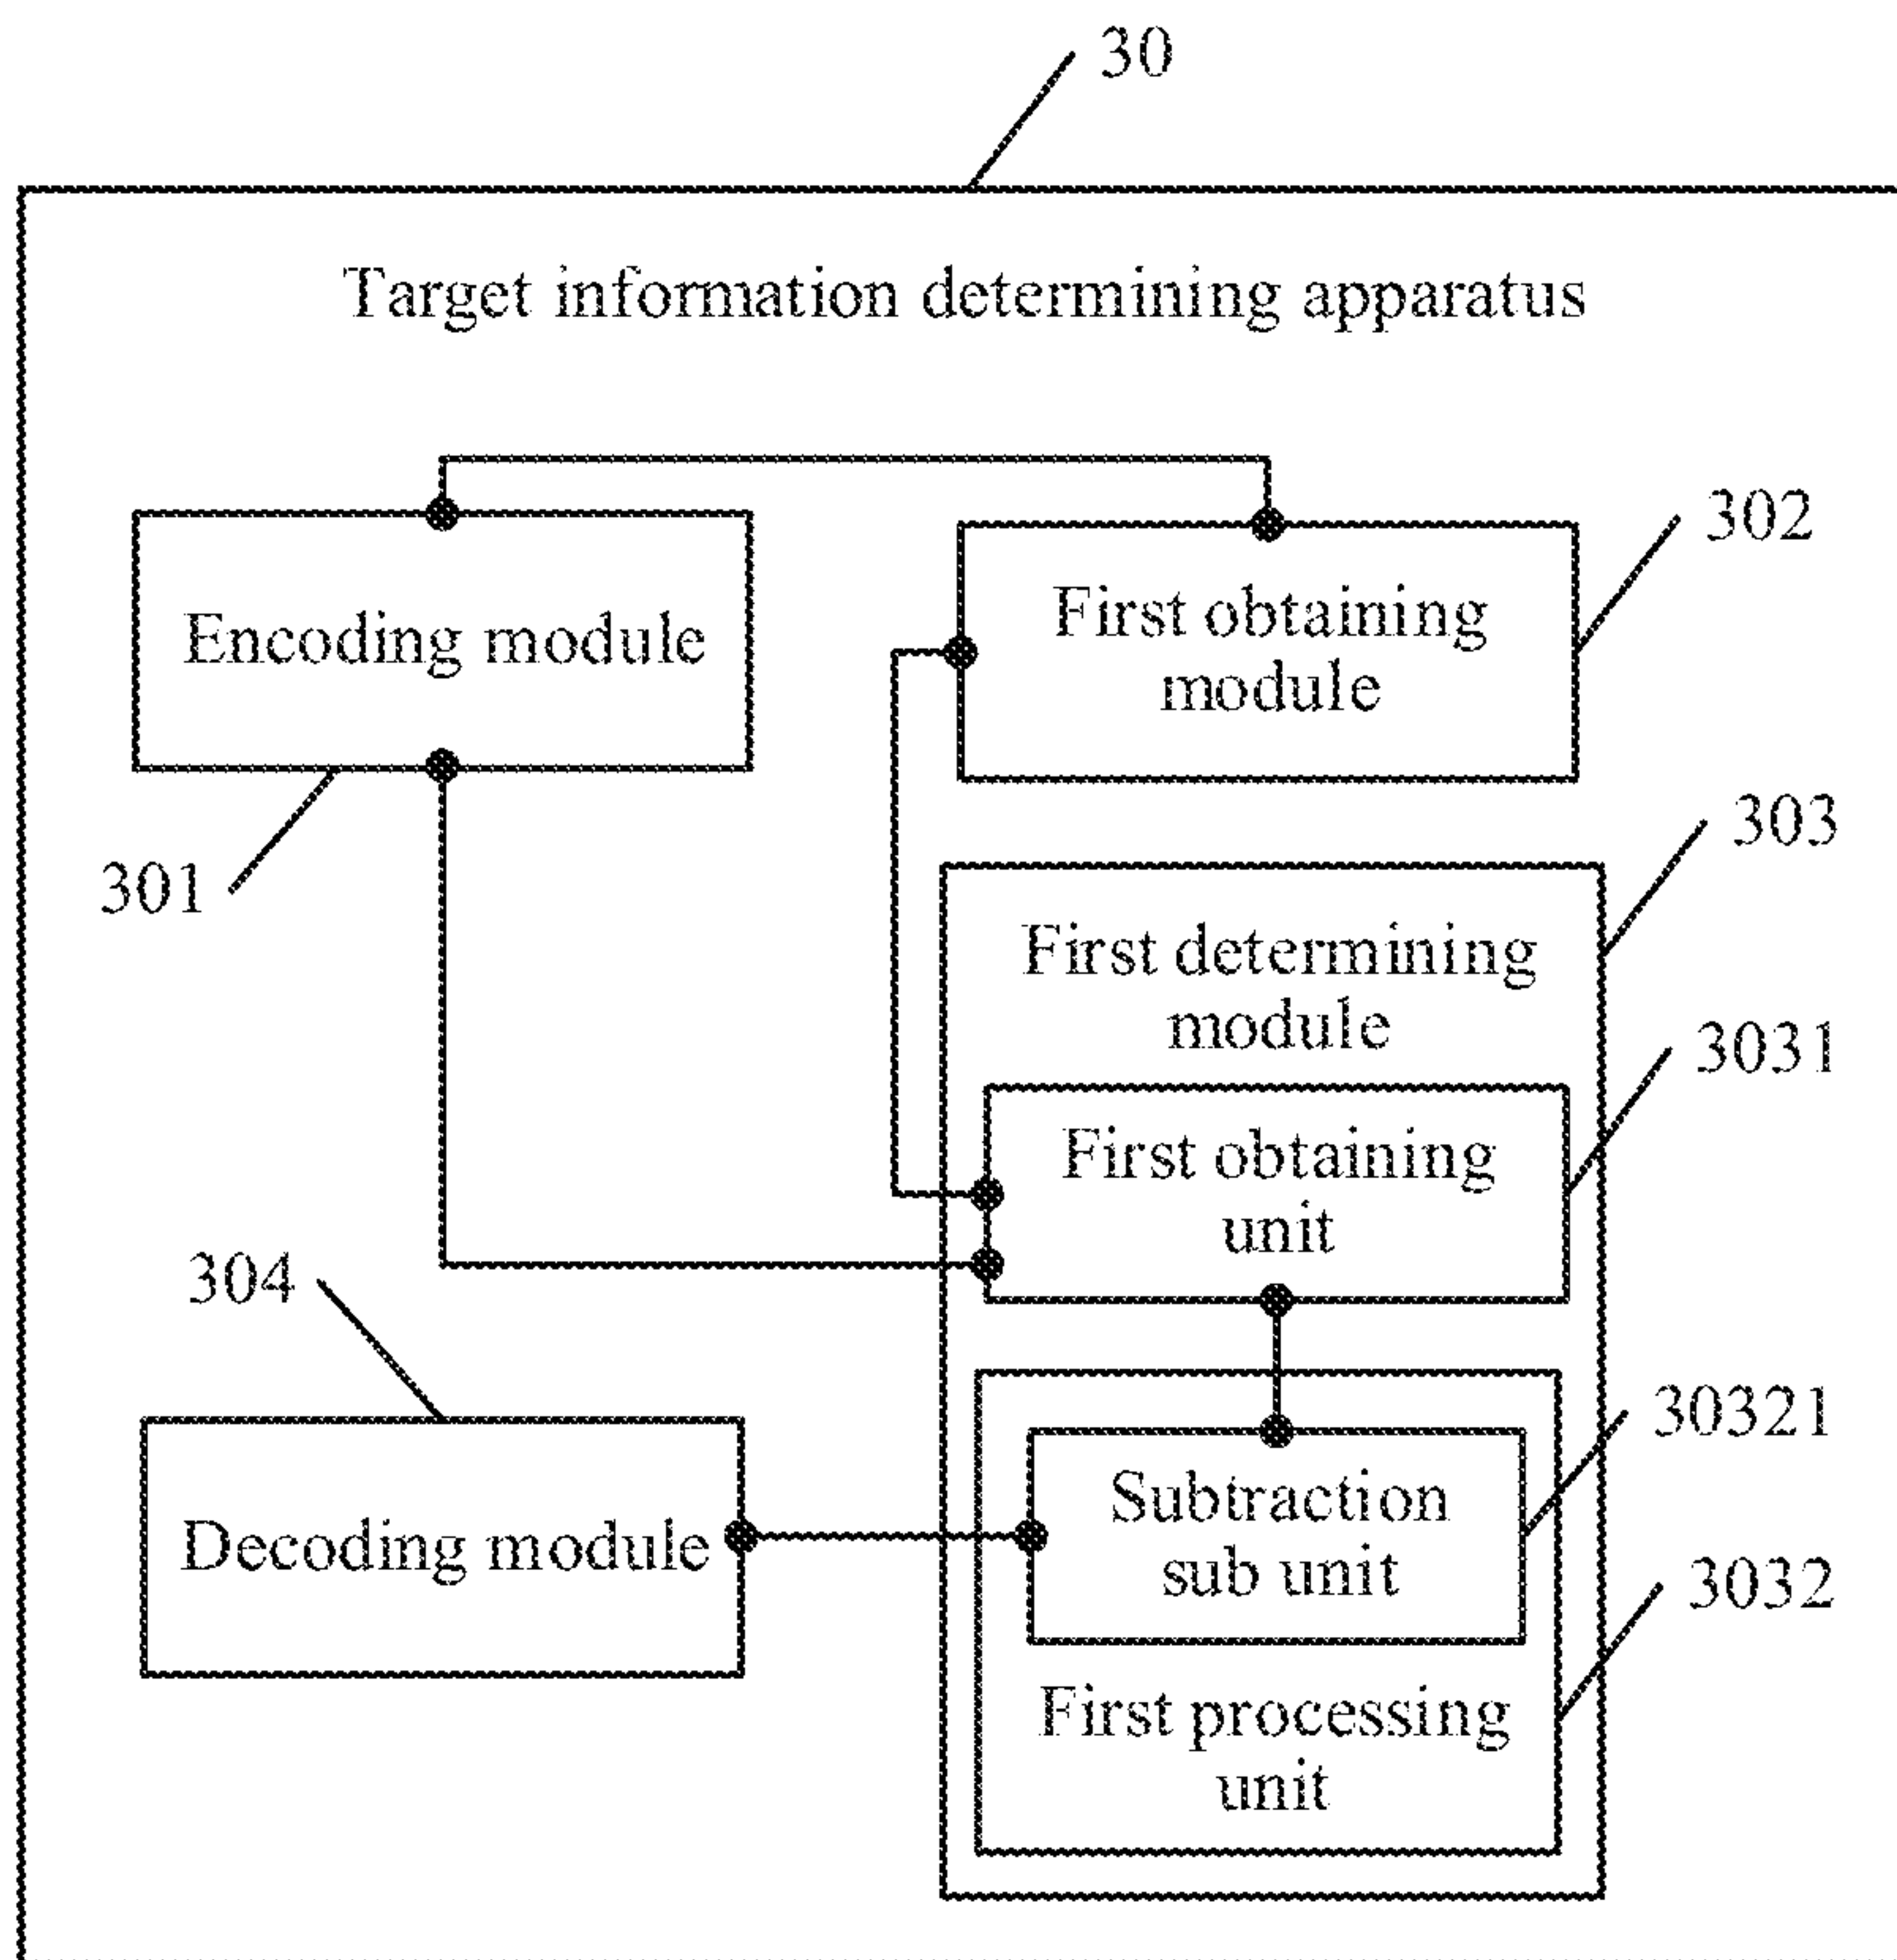 30
Target information determining apparatus
Encoding module
301
First obtaining
module
302
303
First determining
module
3031
First obtaining
unit
304
Decoding module
30321
Subtraction
sub unit
3032
First processing
unit